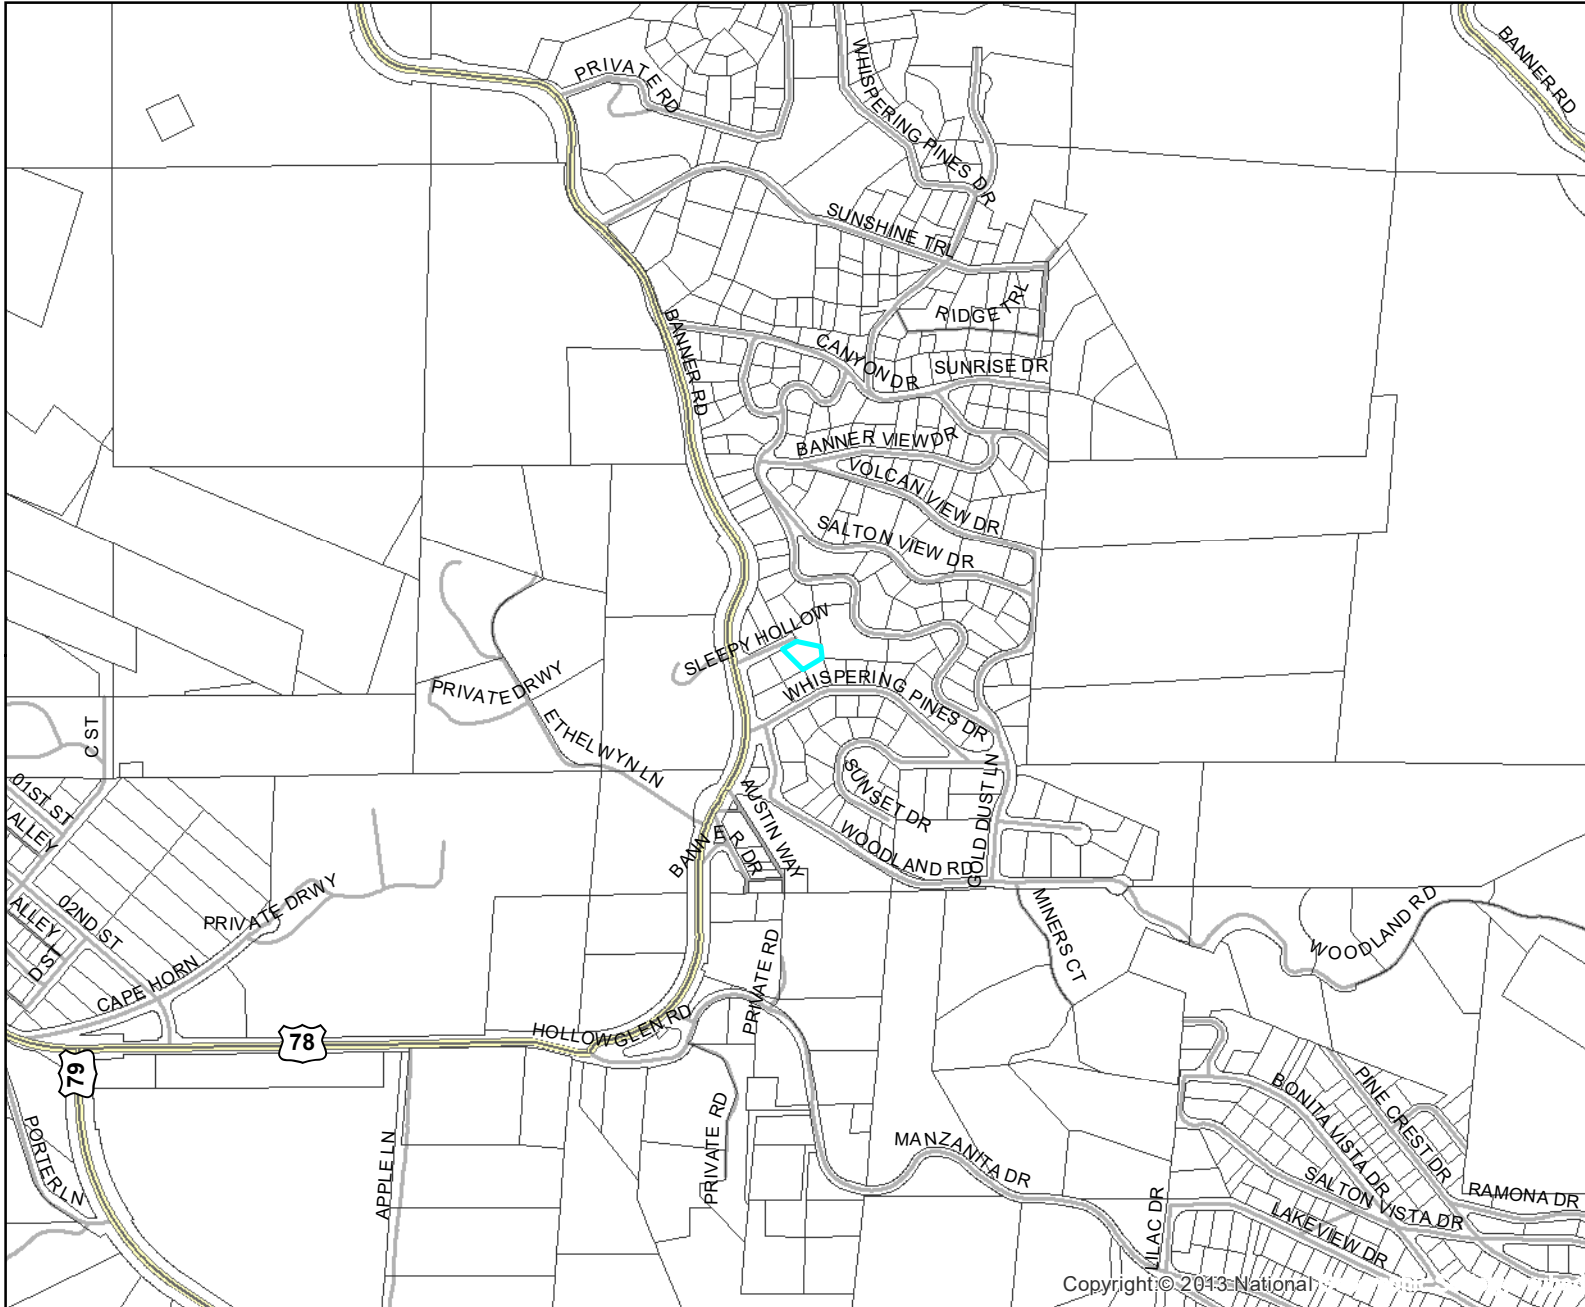 BANNER RD
PRIVATE RD
WHISPERING PINES DR
SUNSHINE TRL
RIDGE TRL
BANNER RD
CANYON DR
SUNRISE DR
BANNER VIEW DR
VOLCAN VIEW DR
SALTON VIEW DR
SLEEPY HOLLOW
PRIVATE DRWY
WHISPERING PINES DR
C ST
ETHELWYN LN
01ST ST
ALLEY
SUNSET DR
GOLD DUST LN
AUSTIN WAY
BANNER DR
WOODLAND RD
ALLEY
02ND ST
PRIVATE DRWY
D ST
CAPE HORN
MINERS CT
WOODLAND RD
PRIVATE RD
HOLLOW GLEN RD
78
79
PORTER LN
APPLE LN
PRIVATE RD
MANZANITA DR
BONITA VISTA DR
PINE CREST DR
SALTON VISTA DR
RAMONA DR
LILAC DR
LAKEVIEW DR
Copyright:© 2013 National